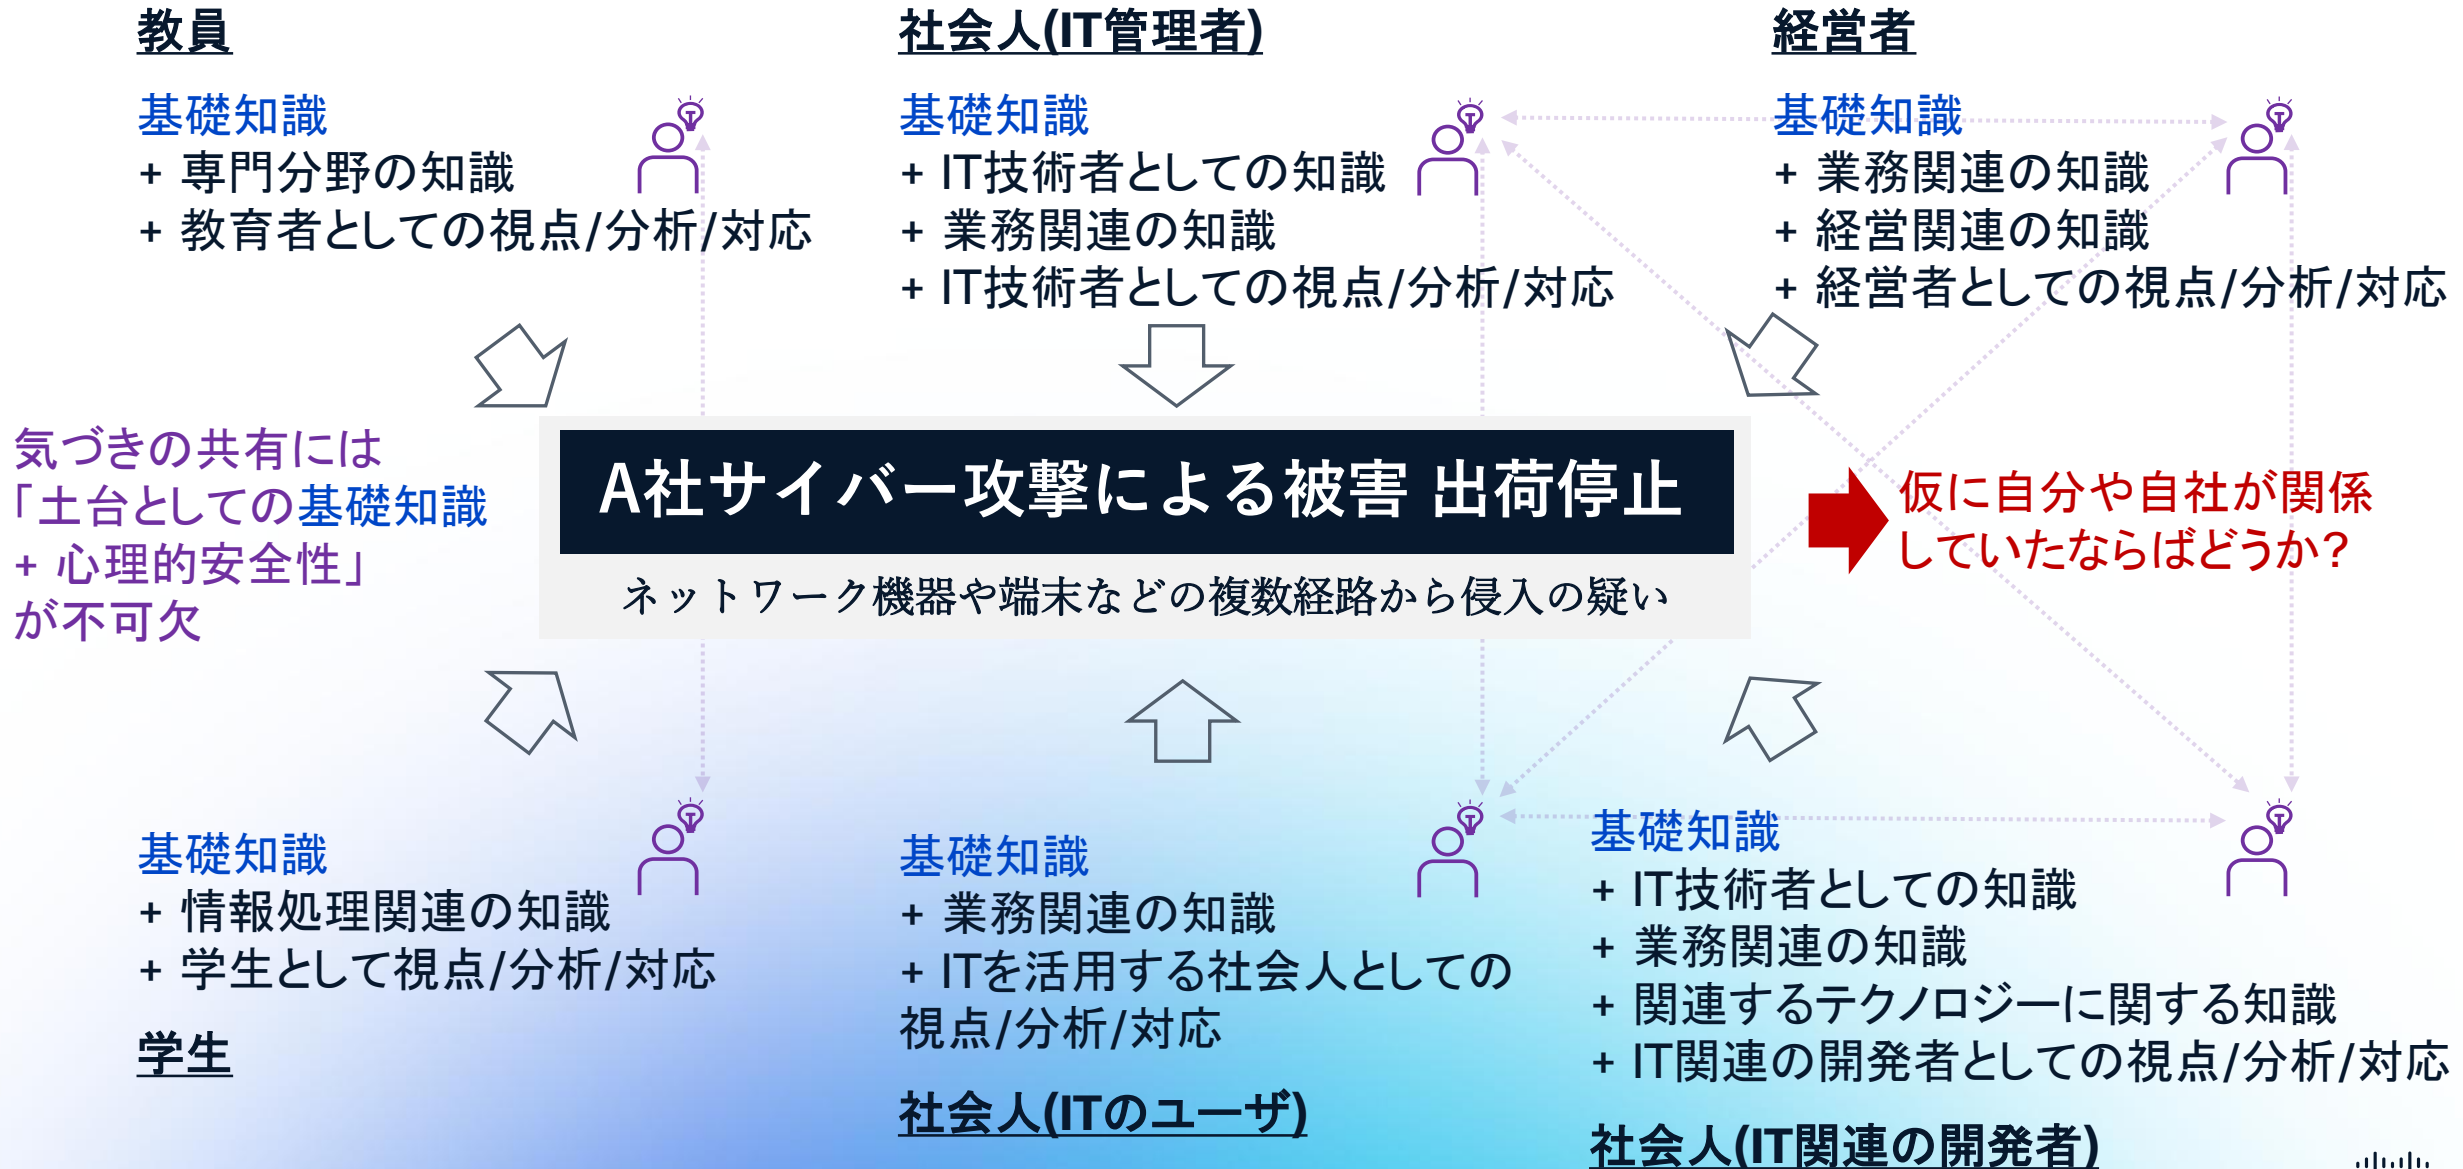 教員
基礎知識
+ 専門分野の知識
+ 教育者としての視点/分析/対応
社会人(IT管理者)
基礎知識
+ IT技術者としての知識
+ 業務関連の知識
+ IT技術者としての視点/分析/対応
経営者
基礎知識
+ 業務関連の知識
+ 経営関連の知識
+ 経営者としての視点/分析/対応
気づきの共有には
「土台としての基礎知識
+ 心理的安全性」
が不可欠
A社サイバー攻撃による被害 出荷停止
ネットワーク機器や端末などの複数経路から侵入の疑い
仮に自分や自社が関係
していたならばどうか?
基礎知識
+ 情報処理関連の知識
+ 学生として視点/分析/対応
学生
基礎知識
+ 業務関連の知識
+ ITを活用する社会人としての
視点/分析/対応
社会人(ITのユーザ)
基礎知識
+ IT技術者としての知識
+ 業務関連の知識
+ 関連するテクノロジーに関する知識
+ IT関連の開発者としての視点/分析/対応
社会人(IT関連の開発者)